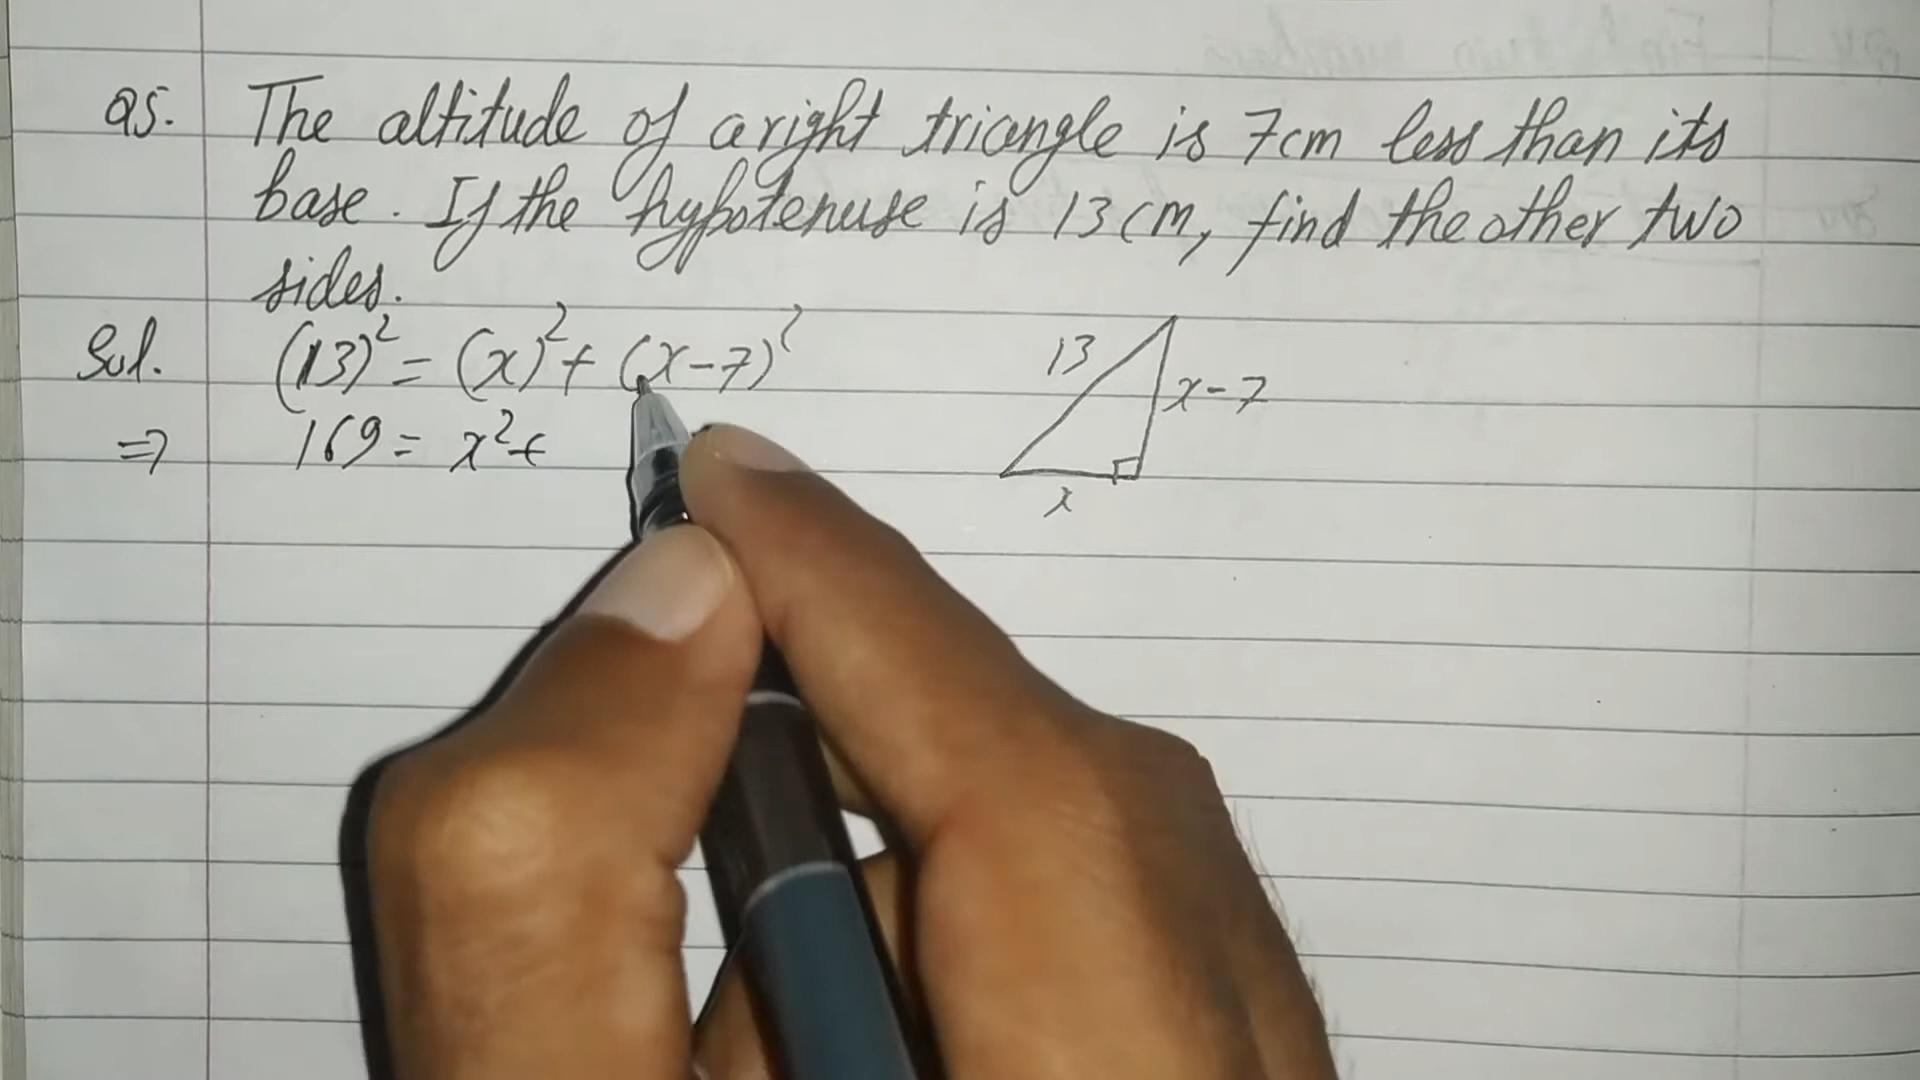 Q5. The altitude of a right triangle is 7cm less than its
base. If the hypotenuse is 13 cm, find the other two
sides.
Sol. (13)² = (x)² + (x-7)²
⇒ 169 = x² +
13
x-7
x